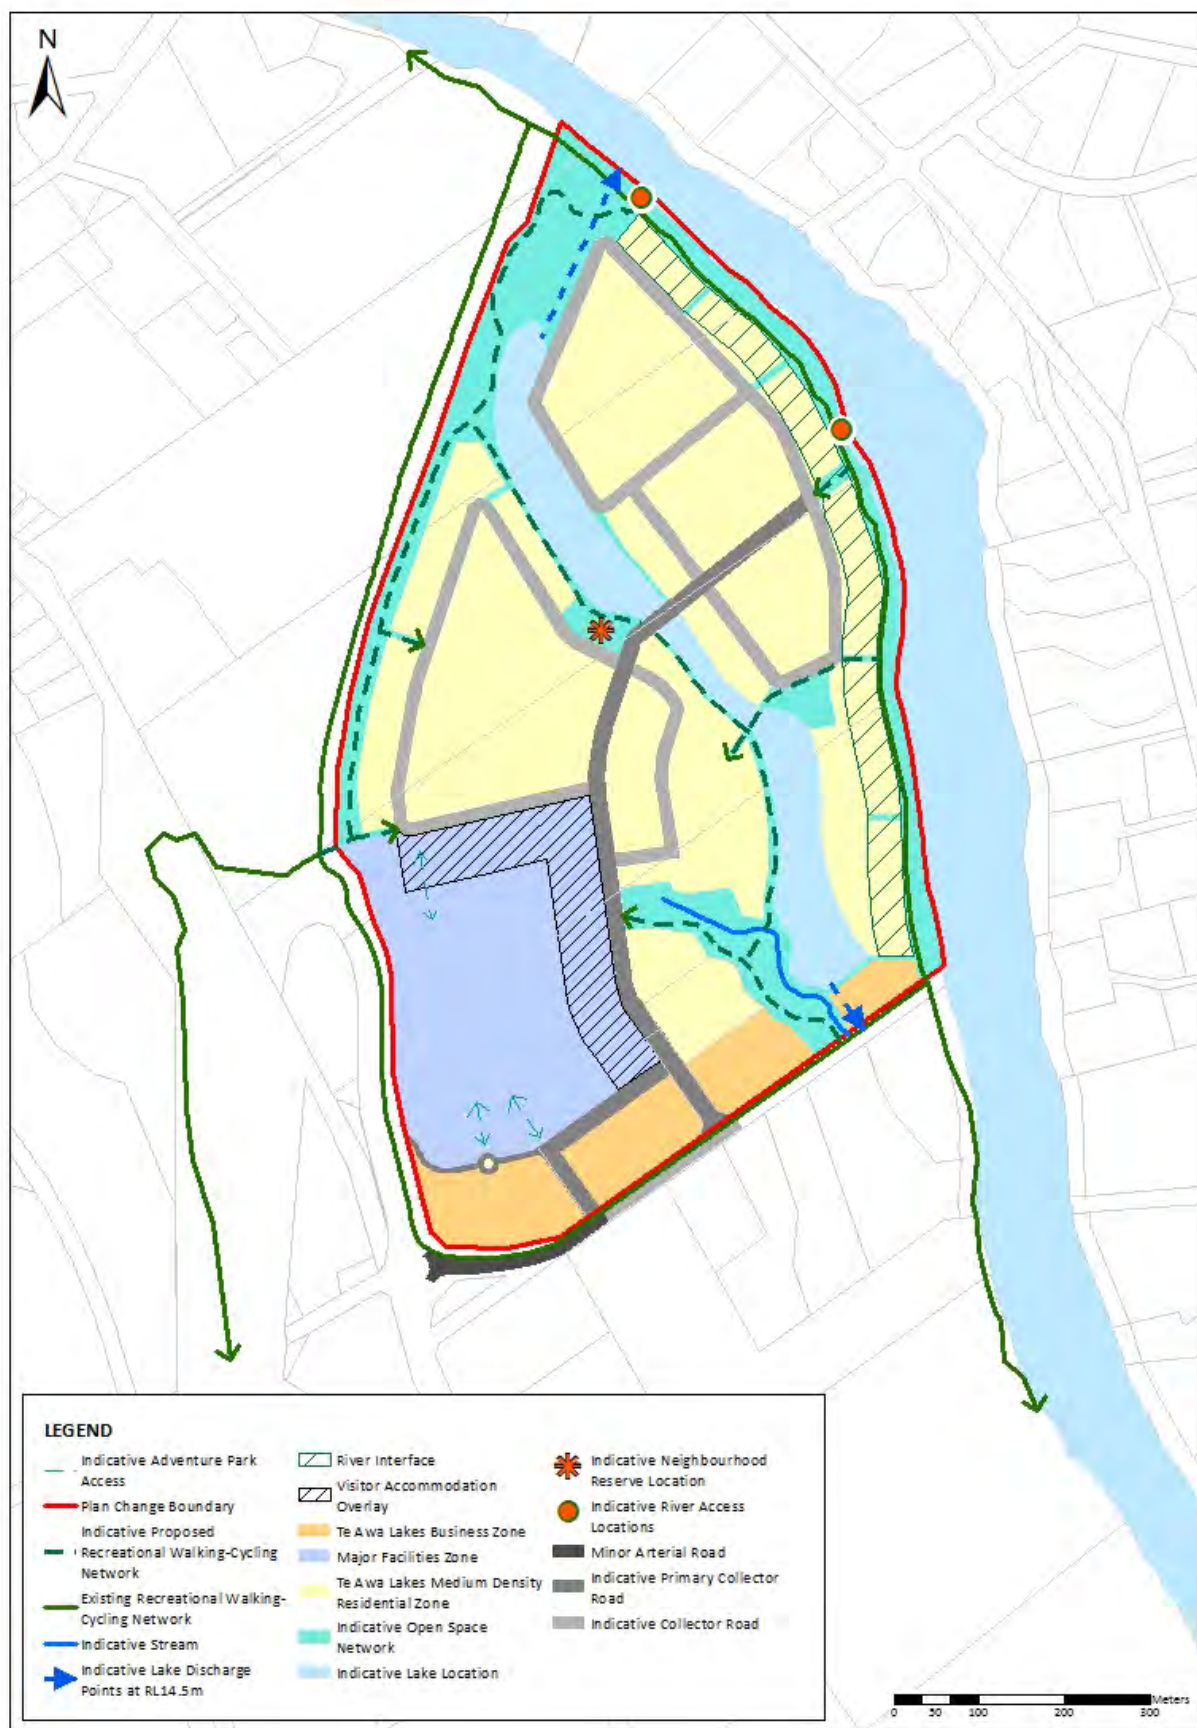 N
LEGEND
Indicative Adventure Park
Access
Plan Change Boundary
Indicative Proposed
Recreational Walking-Cycling
Network
Existing Recreational Walking-
Cycling Network
Indicative Stream
Indicative Lake Discharge
Points at RL14.5m
River Interface
Visitor Accommodation
Overlay
Te Awa Lakes Business Zone
Major Facilities Zone
Te Awa Lakes Medium Density
Residential Zone
Indicative Open Space
Network
Indicative Lake Location
Indicative Neighbourhood
Reserve Location
Indicative River Access
Locations
Minor Arterial Road
Indicative Primary Collector
Road
Indicative Collector Road
Meters
0 50 100 200 300